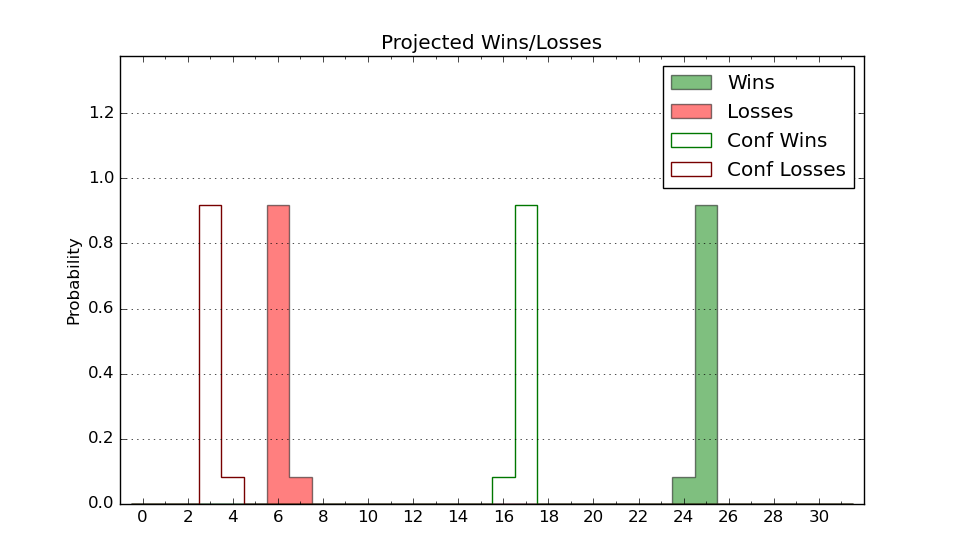 Projected Wins/Losses
Wins
Losses
Conf Wins
Conf Losses
Probability
1.2
1.0
0.8
0.6
0.4
0.2
0.0
0 2 4 6 8 10 12 14 16 18 20 22 24 26 28 30